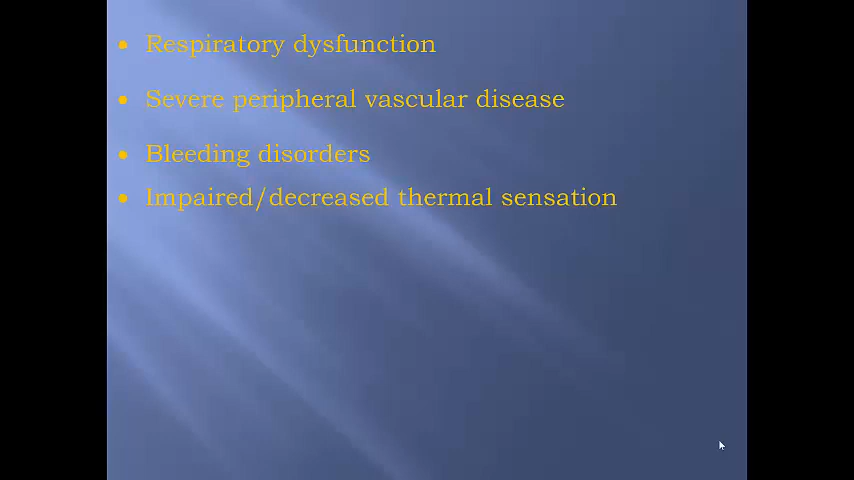 • Respiratory dysfunction
• Severe peripheral vascular disease
• Bleeding disorders
• Impaired/decreased thermal sensation